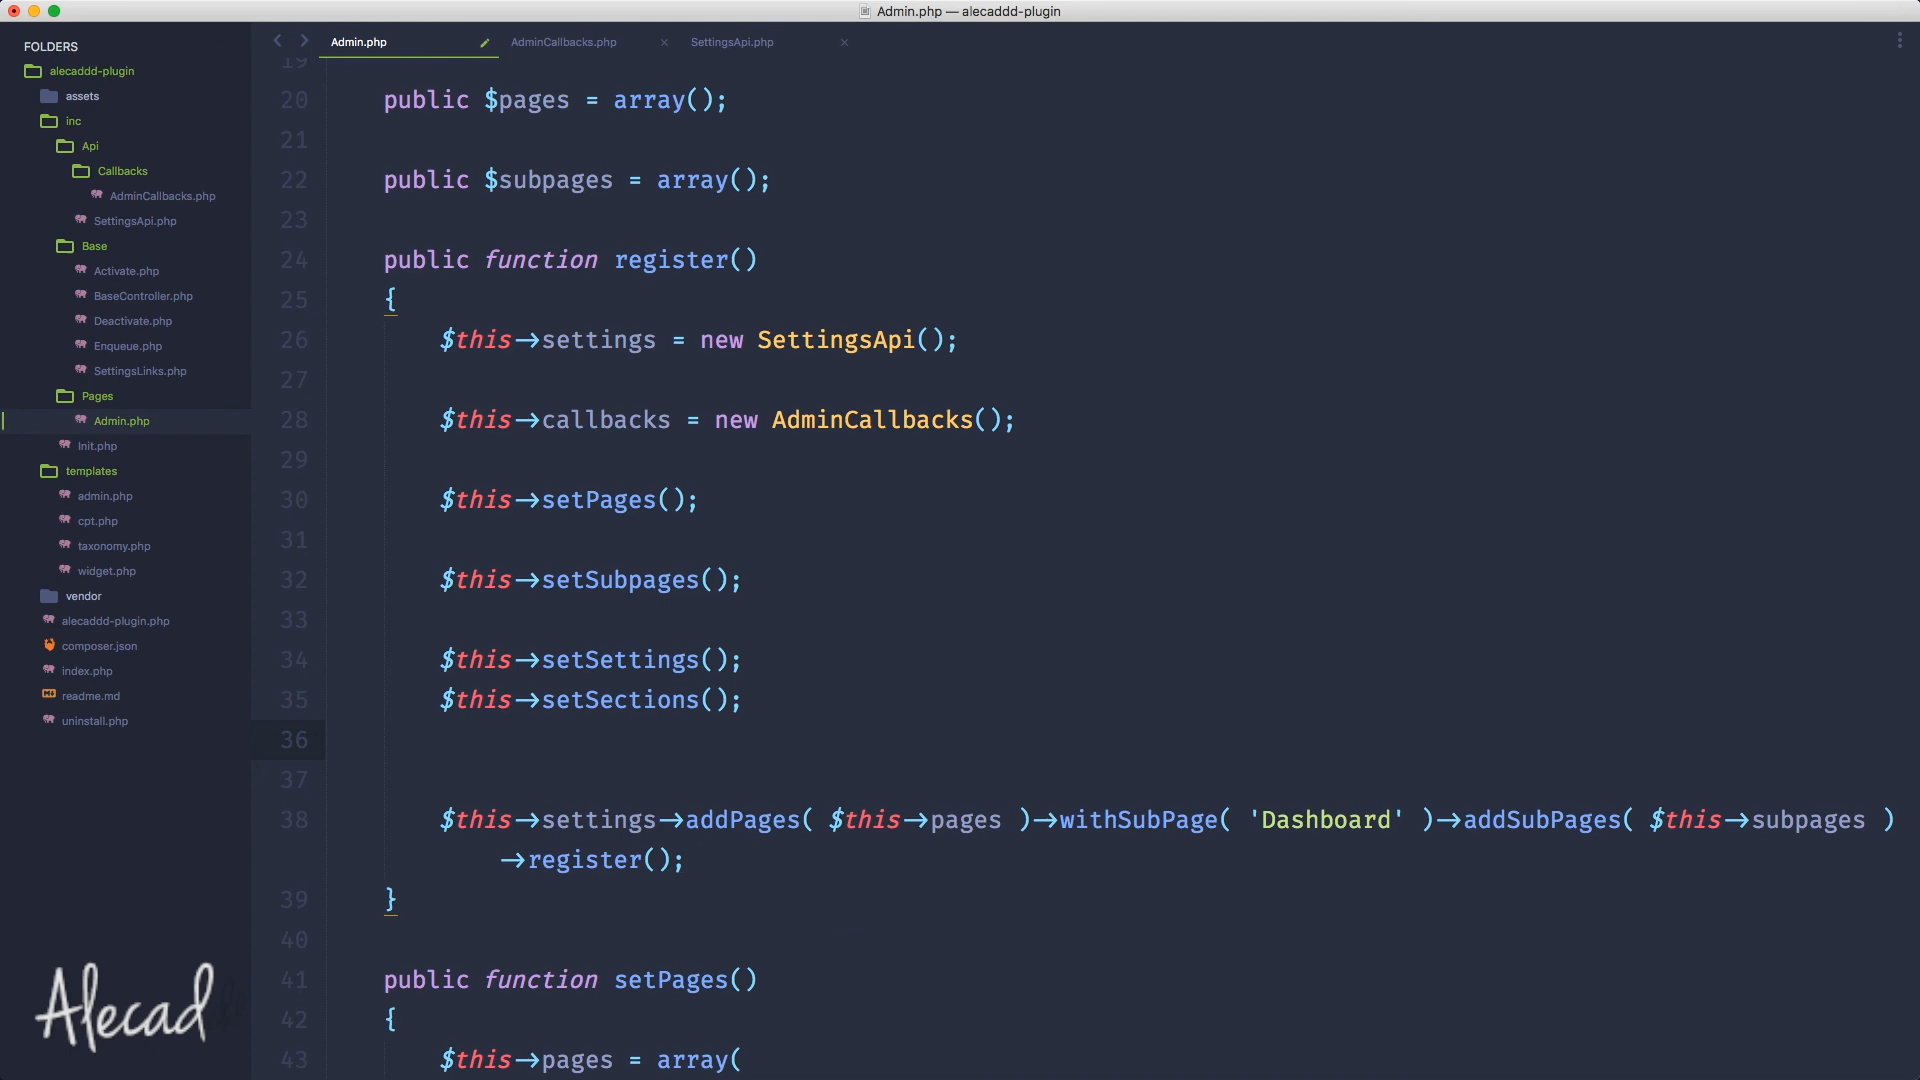 Admin.php — alecaddd-plugin
FOLDERS
alecaddd-plugin
assets
inc
Api
Callbacks
AdminCallbacks.php
SettingsApi.php
Base
Activate.php
BaseController.php
Deactivate.php
Enqueue.php
SettingsLinks.php
Pages
Admin.php
Init.php
templates
admin.php
cpt.php
taxonomy.php
widget.php
vendor
alecaddd-plugin.php
composer.json
index.php
readme.md
uninstall.php
Alecad
Admin.php AdminCallbacks.php SettingsApi.php
19
20 public $pages = array();
21
22 public $subpages = array();
23
24 public function register()
25 {
26 $this->settings = new SettingsApi();
27
28 $this->callbacks = new AdminCallbacks();
29
30 $this->setPages();
31
32 $this->setSubpages();
33
34 $this->setSettings();
35 $this->setSections();
36
37
38 $this->settings->addPages( $this->pages )->withSubPage( 'Dashboard' )->addSubPages( $this->subpages )
->register();
39 }
40
41 public function setPages()
42 {
43 $this->pages = array(